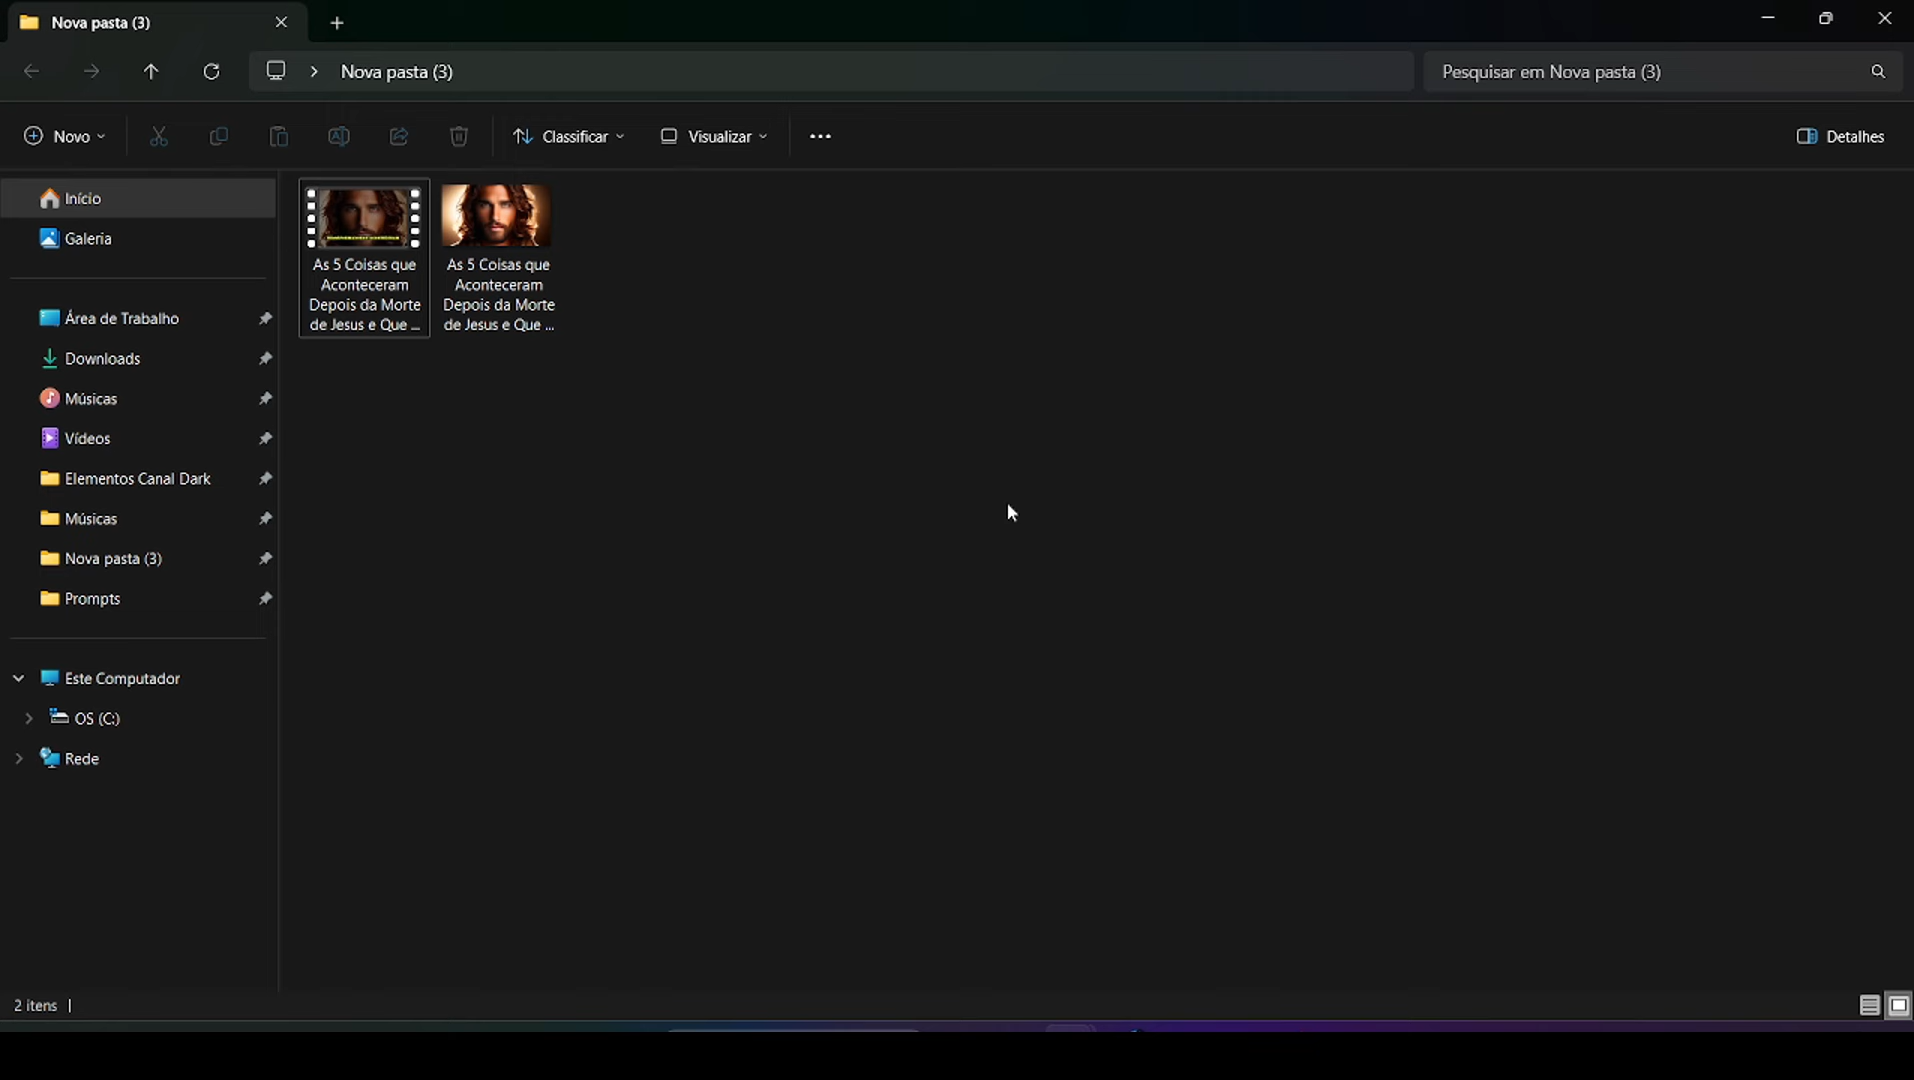 Nova pasta (3)
Nova pasta (3)
Pesquisar em Nova pasta (3)
Novo
Classificar
Visualizar
Detalhes
Início
Galeria
Área de Trabalho
Downloads
Músicas
Vídeos
Elementos Canal Dark
Músicas
Nova pasta (3)
Prompts
Este Computador
OS (C:)
Rede
As 5 Coisas que
Aconteceram
Depois da Morte
de Jesus e Que ...
As 5 Coisas que
Aconteceram
Depois da Morte
de Jesus e Que ...
2 itens